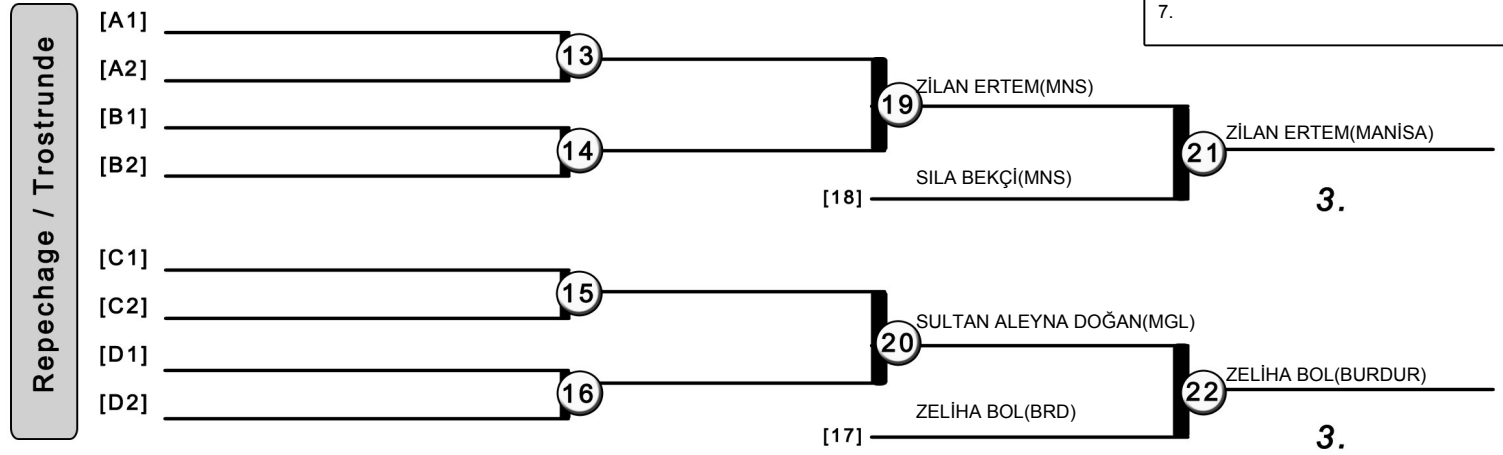 7.
Repechage / Trostrunde
[A1]
[A2]
[B1]
[B2]
13
14
19
ZİLAN ERTEM(MNS)
[18]
SILA BEKÇİ(MNS)
21
ZİLAN ERTEM(MANİSA)
3.
[C1]
[C2]
[D1]
[D2]
15
16
20
SULTAN ALEYNA DOĞAN(MGL)
[17]
ZELİHA BOL(BRD)
22
ZELİHA BOL(BURDUR)
3.